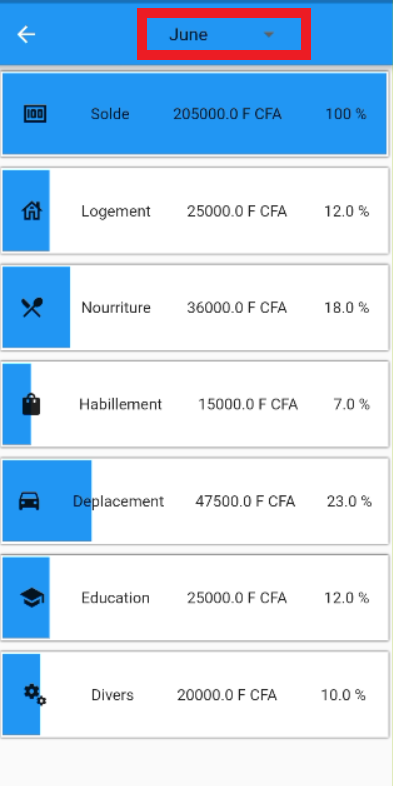 June
100 Solde 205000.0 F CFA 100 %
Logement 25000.0 F CFA 12.0 %
Nourriture 36000.0 F CFA 18.0 %
Habillement 15000.0 F CFA 7.0 %
Deplacement 47500.0 F CFA 23.0 %
Education 25000.0 F CFA 12.0 %
Divers 20000.0 F CFA 10.0 %